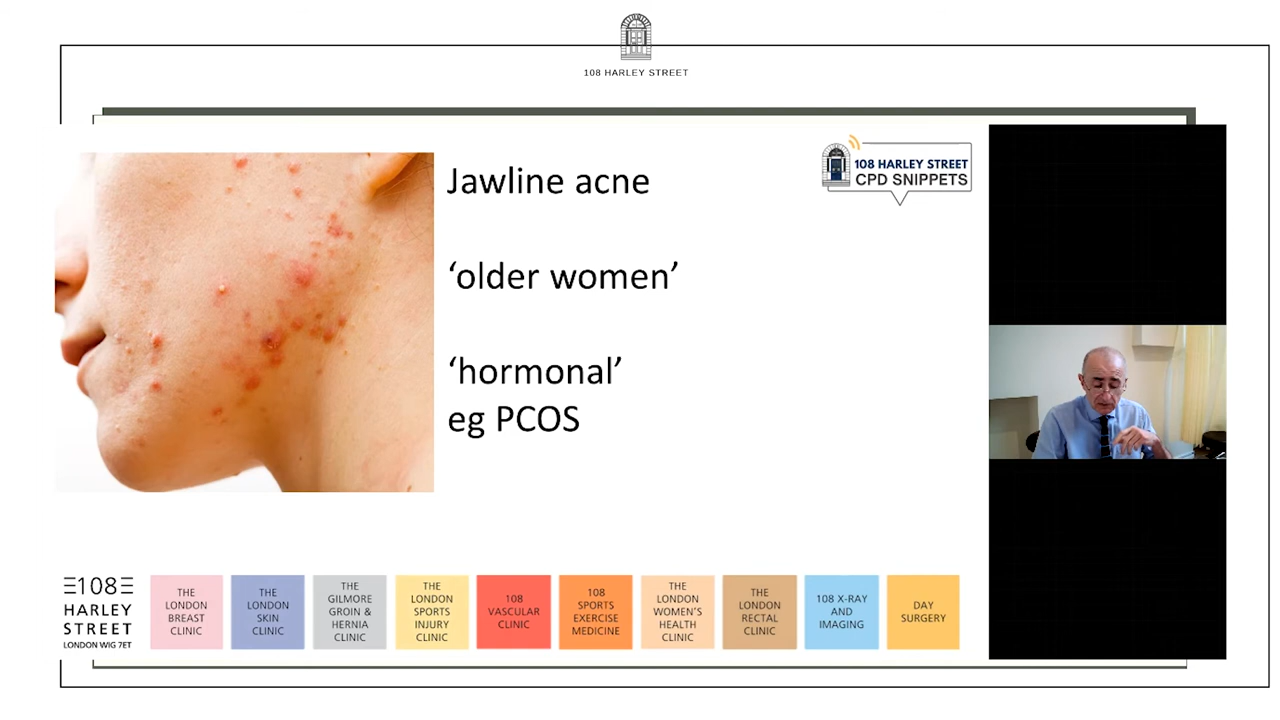 108 HARLEY STREET
108 HARLEY STREET
CPD SNIPPETS
Jawline acne
‘older women’
‘hormonal’
eg PCOS
108
HARLEY
STREET
LONDON W1G 7ET
THE
LONDON
BREAST
CLINIC
THE
LONDON
SKIN
CLINIC
THE
GILMORE
GROIN &
HERNIA
CLINIC
THE
LONDON
SPORTS
INJURY
CLINIC
108
VASCULAR
CLINIC
108
SPORTS
EXERCISE
MEDICINE
THE
LONDON
WOMEN'S
HEALTH
CLINIC
THE
LONDON
RECTAL
CLINIC
108 X-RAY
AND
IMAGING
DAY
SURGERY